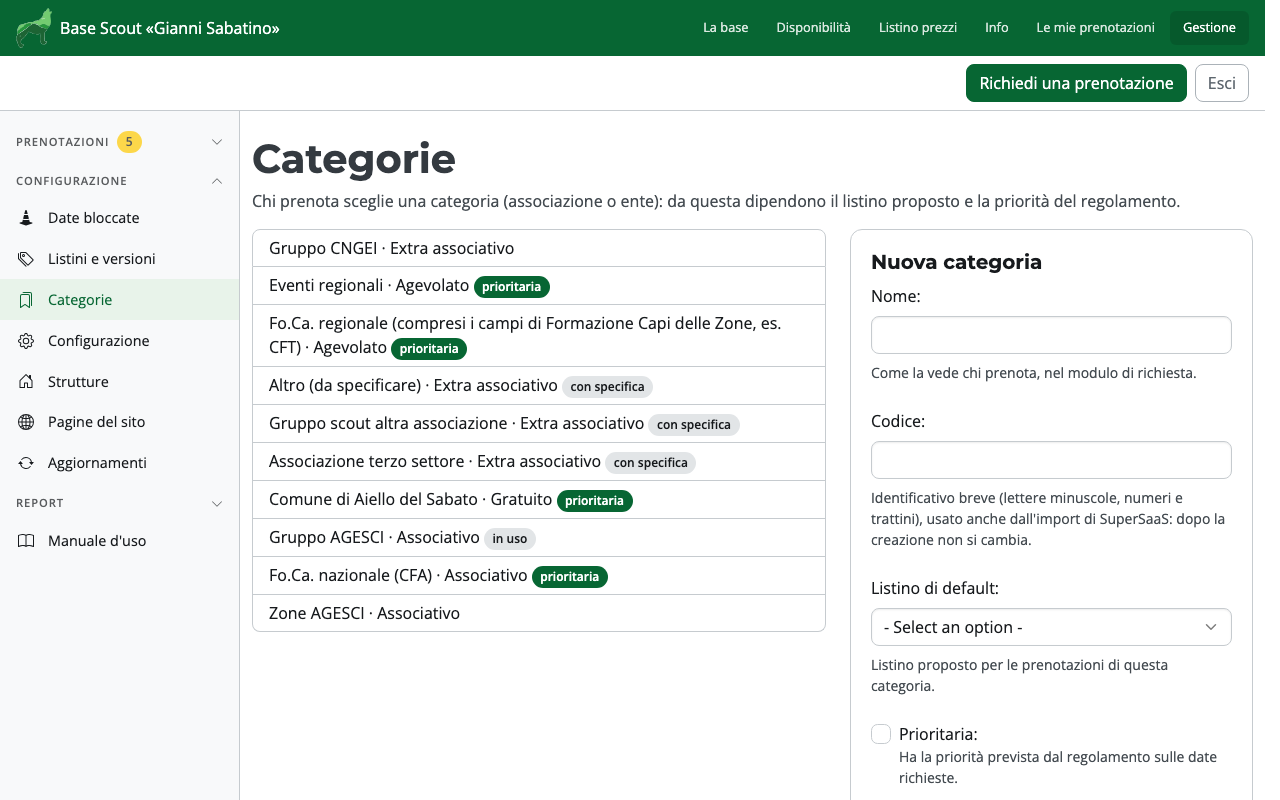 Base Scout «Gianni Sabatino»
La base
Disponibilità
Listino prezzi
Info
Le mie prenotazioni
Gestione
Richiedi una prenotazione
Esci
PRENOTAZIONI 5
CONFIGURAZIONE
Date bloccate
Listini e versioni
Categorie
Configurazione
Strutture
Pagine del sito
Aggiornamenti
REPORT
Manuale d'uso
Categorie
Chi prenota sceglie una categoria (associazione o ente): da questa dipendono il listino proposto e la priorità del regolamento.
Gruppo CNGEI · Extra associativo
Eventi regionali · Agevolato prioritaria
Fo.Ca. regionale (compresi i campi di Formazione Capi delle Zone, es.
CFT) · Agevolato prioritaria
Altro (da specificare) · Extra associativo con specifica
Gruppo scout altra associazione · Extra associativo con specifica
Associazione terzo settore · Extra associativo con specifica
Comune di Aiello del Sabato · Gratuito prioritaria
Gruppo AGESCI · Associativo in uso
Fo.Ca. nazionale (CFA) · Associativo prioritaria
Zone AGESCI · Associativo
Nuova categoria
Nome:
Come la vede chi prenota, nel modulo di richiesta.
Codice:
Identificativo breve (lettere minuscole, numeri e
trattini), usato anche dall'import di SuperSaaS: dopo la
creazione non si cambia.
Listino di default:
- Select an option -
Listino proposto per le prenotazioni di questa
categoria.
Prioritaria:
Ha la priorità prevista dal regolamento sulle date
richieste.